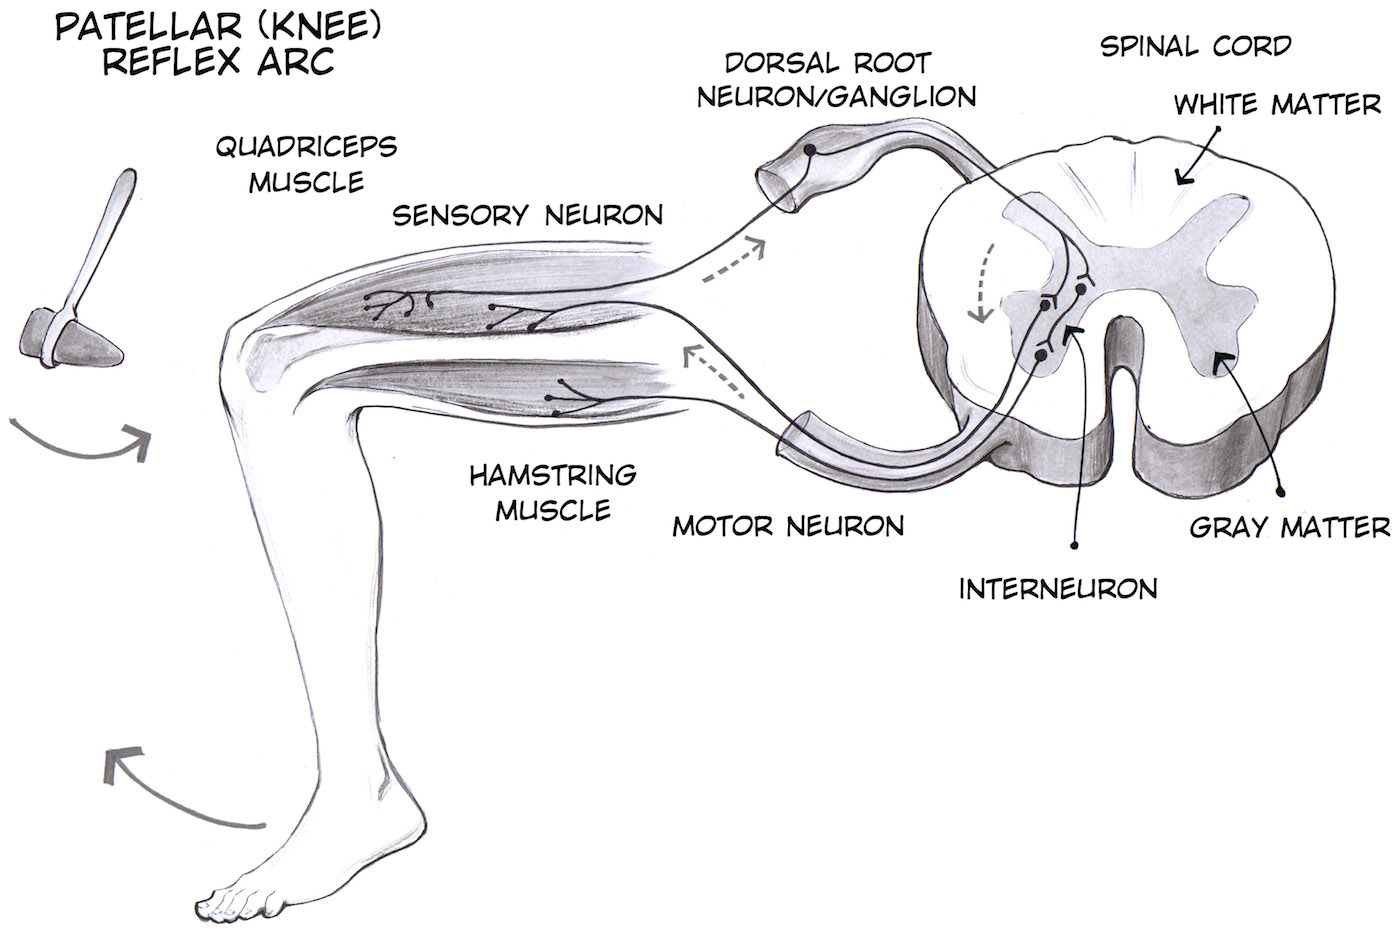 PATELLAR (KNEE)
REFLEX ARC
QUADRICEPS
MUSCLE
SENSORY NEURON
DORSAL ROOT
NEURON/GANGLION
SPINAL CORD
WHITE MATTER
HAMSTRING
MUSCLE
MOTOR NEURON
INTERNEURON
GRAY MATTER